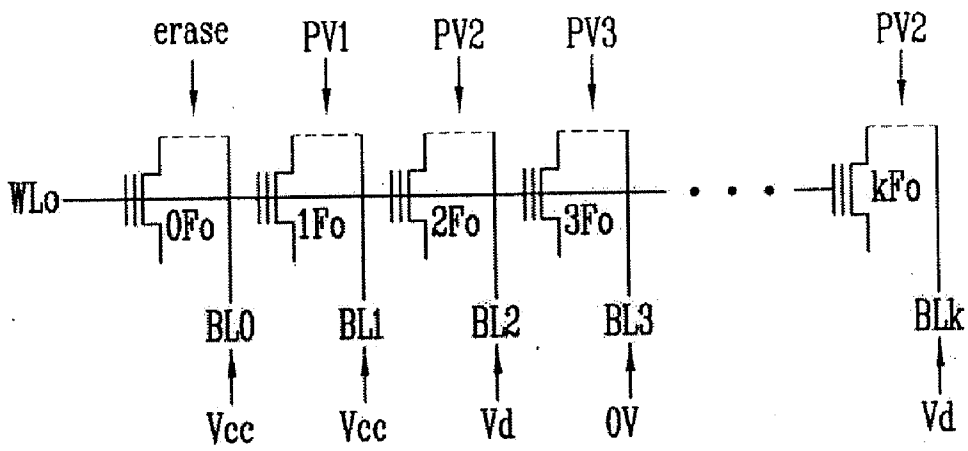 erase PV1 PV2 PV3 PV2
WLo 0Fo 1Fo 2Fo 3Fo kFo
BL0 BL1 BL2 BL3 BLk
Vcc Vcc Vd 0V Vd